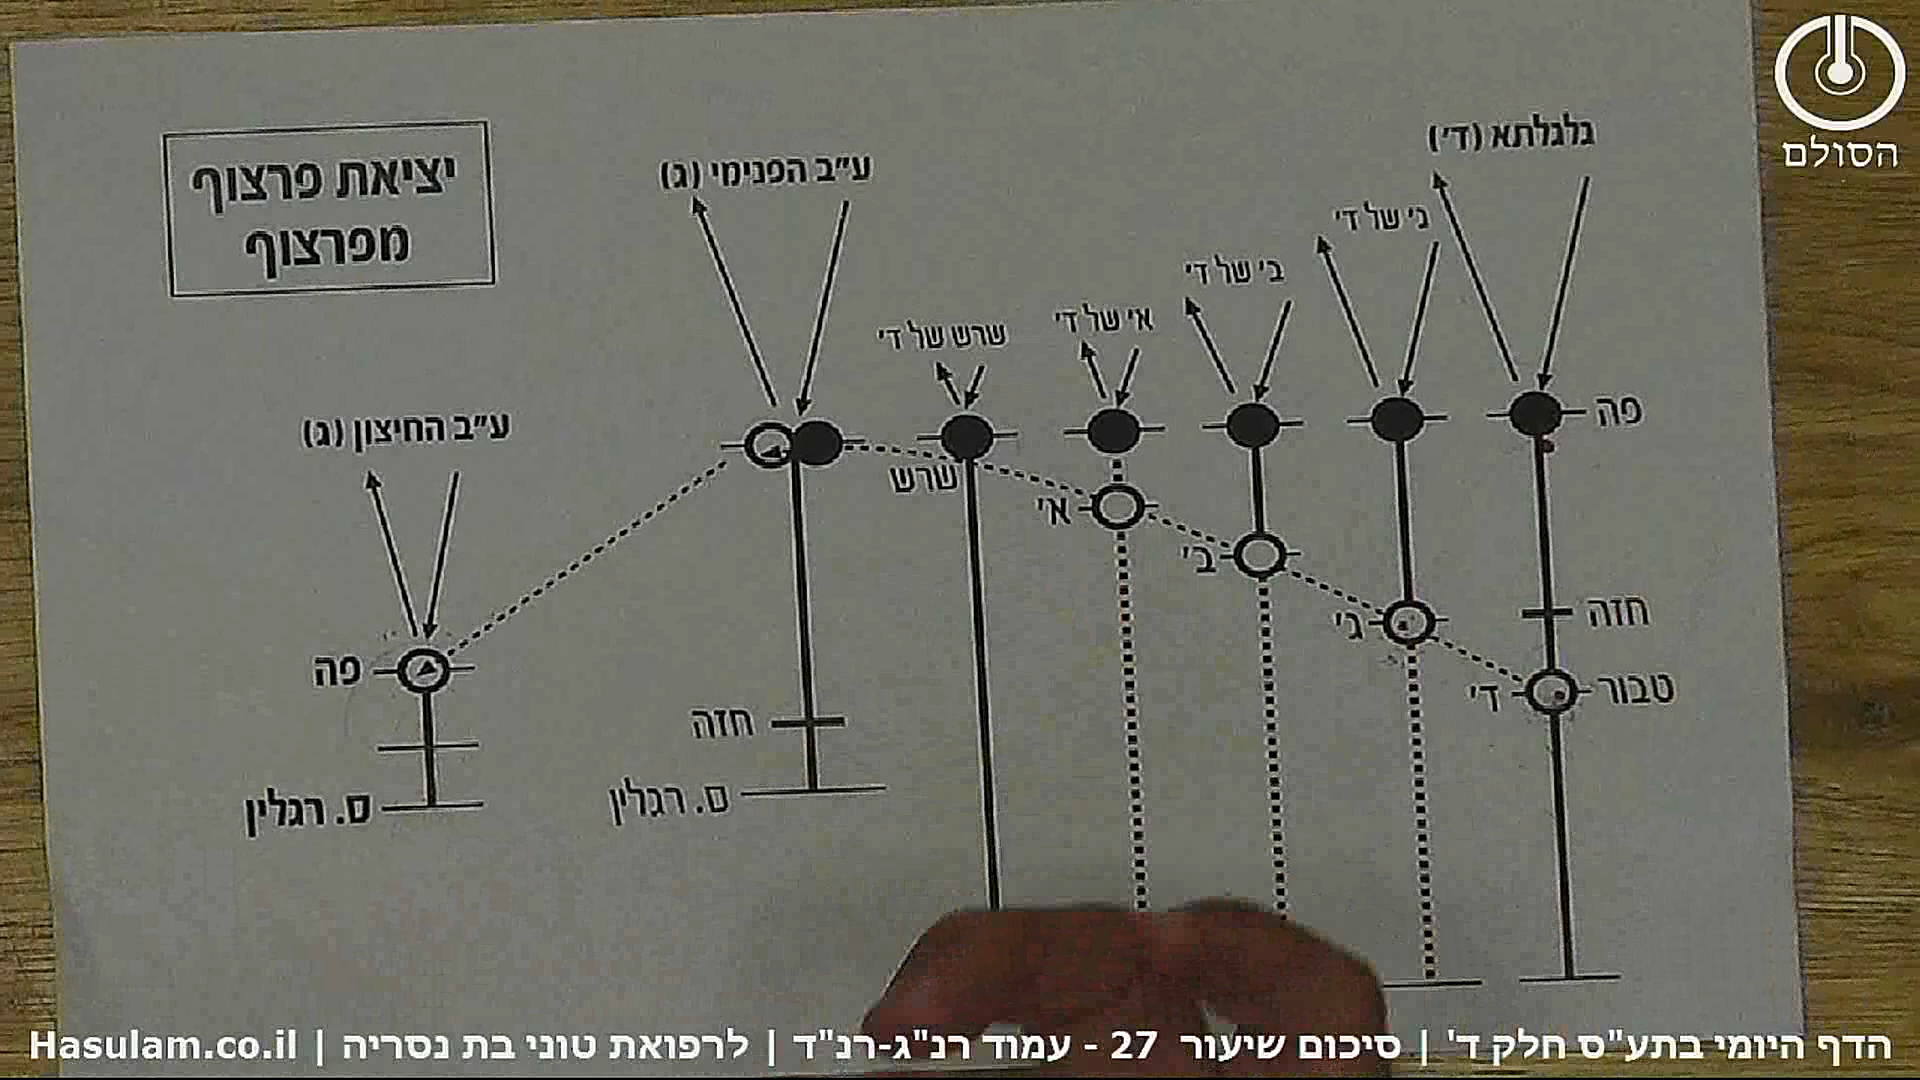 הסולם
יציאת פרצוף
מפרצוף
גלגלתא (ד')
ג' של ד'
ב' של ד'
א' של ד'
שרש של ד'
ע"ב הפנימי (ג)
ע"ב החיצון (ג)
פה
חזה
טבור
ד'
ג'
ב'
א'
שרש
חזה
ס. רגלין
פה
ס. רגלין
הדף היומי בתע"ס חלק ד' | סיכום שיעור 27 - עמוד רנ"ג-רנ"ד | לרפואת טוני בת נסריה | Hasulam.co.il